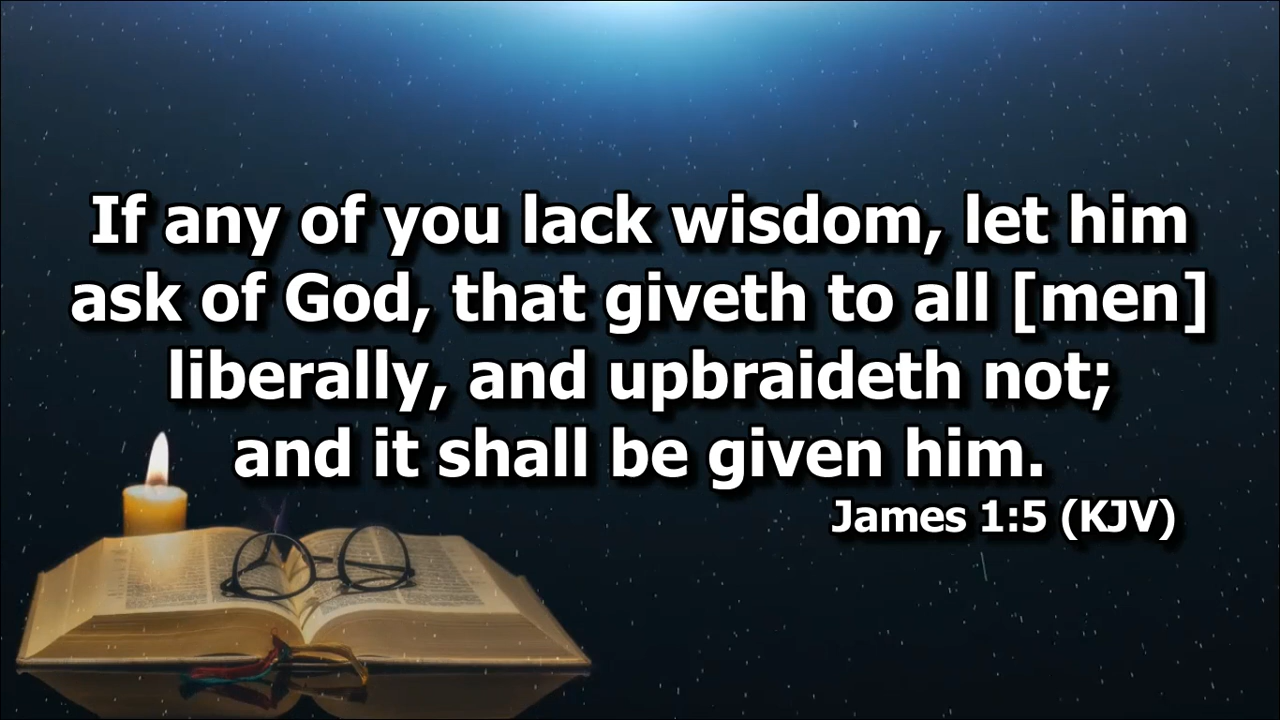 If any of you lack wisdom, let him
ask of God, that giveth to all [men]
liberally, and upbraideth not;
and it shall be given him.
James 1:5 (KJV)